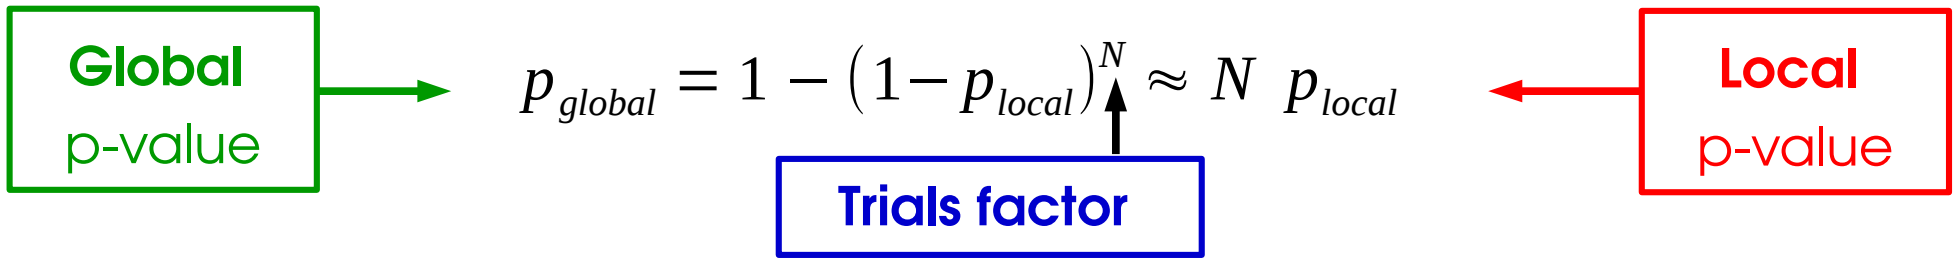 Global
p-value
p_global = 1 − (1 − p_local)^N ≈ N p_local
Local
p-value
Trials factor